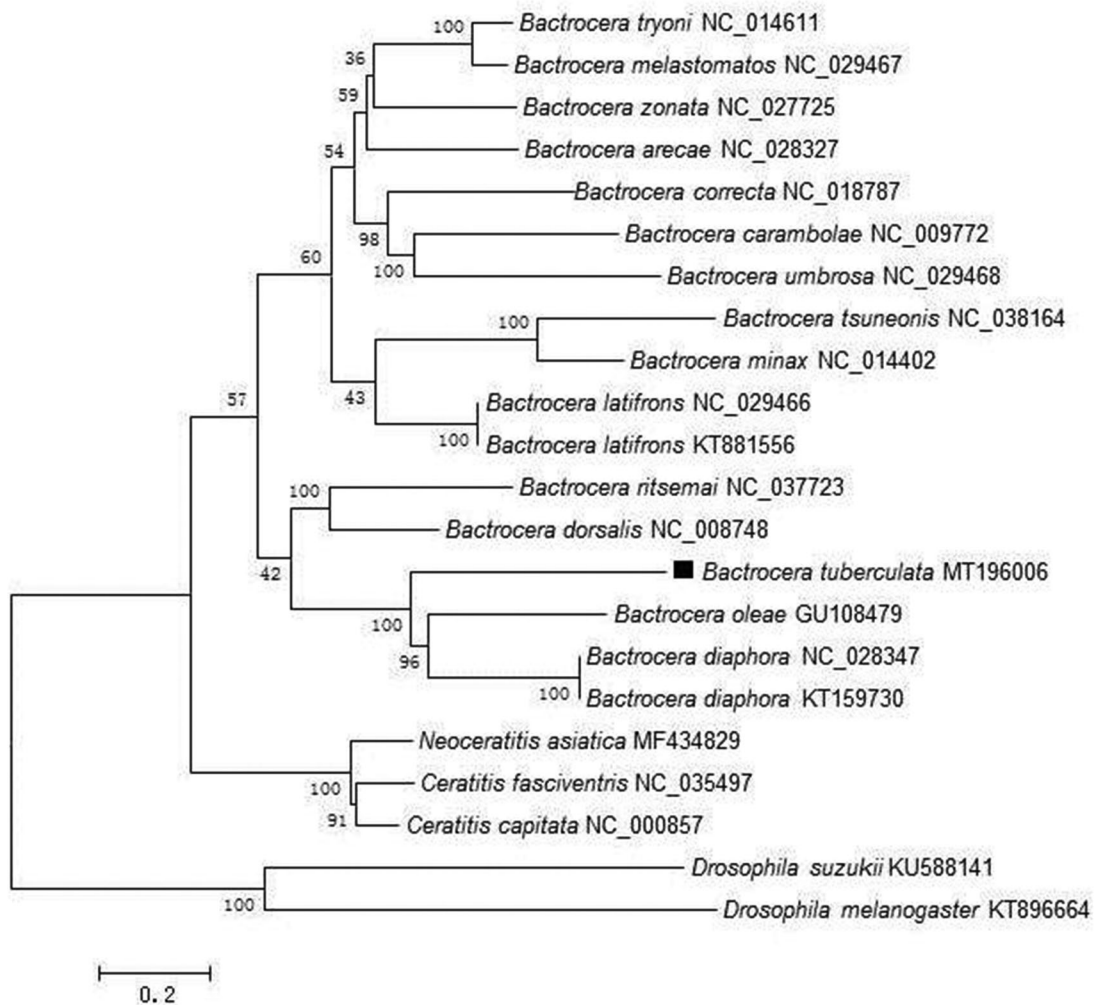 100 Bactrocera tryoni NC_014611
36 Bactrocera melastomatos NC_029467
59 Bactrocera zonata NC_027725
54 Bactrocera arecae NC_028327
Bactrocera correcta NC_018787
98 Bactrocera carambolae NC_009772
60 100 Bactrocera umbrosa NC_029468
100 Bactrocera tsuneonis NC_038164
Bactrocera minax NC_014402
57 43 Bactrocera latifrons NC_029466
100 Bactrocera latifrons KT881556
100 Bactrocera ritsemai NC_037723
Bactrocera dorsalis NC_008748
42 Bactrocera tuberculata MT196006
100 Bactrocera oleae GU108479
96 Bactrocera diaphora NC_028347
100 Bactrocera diaphora KT159730
Neoceratitis asiatica MF434829
100 Ceratitis fasciventris NC_035497
91 Ceratitis capitata NC_000857
Drosophila suzukii KU588141
100 Drosophila melanogaster KT896664
0.2